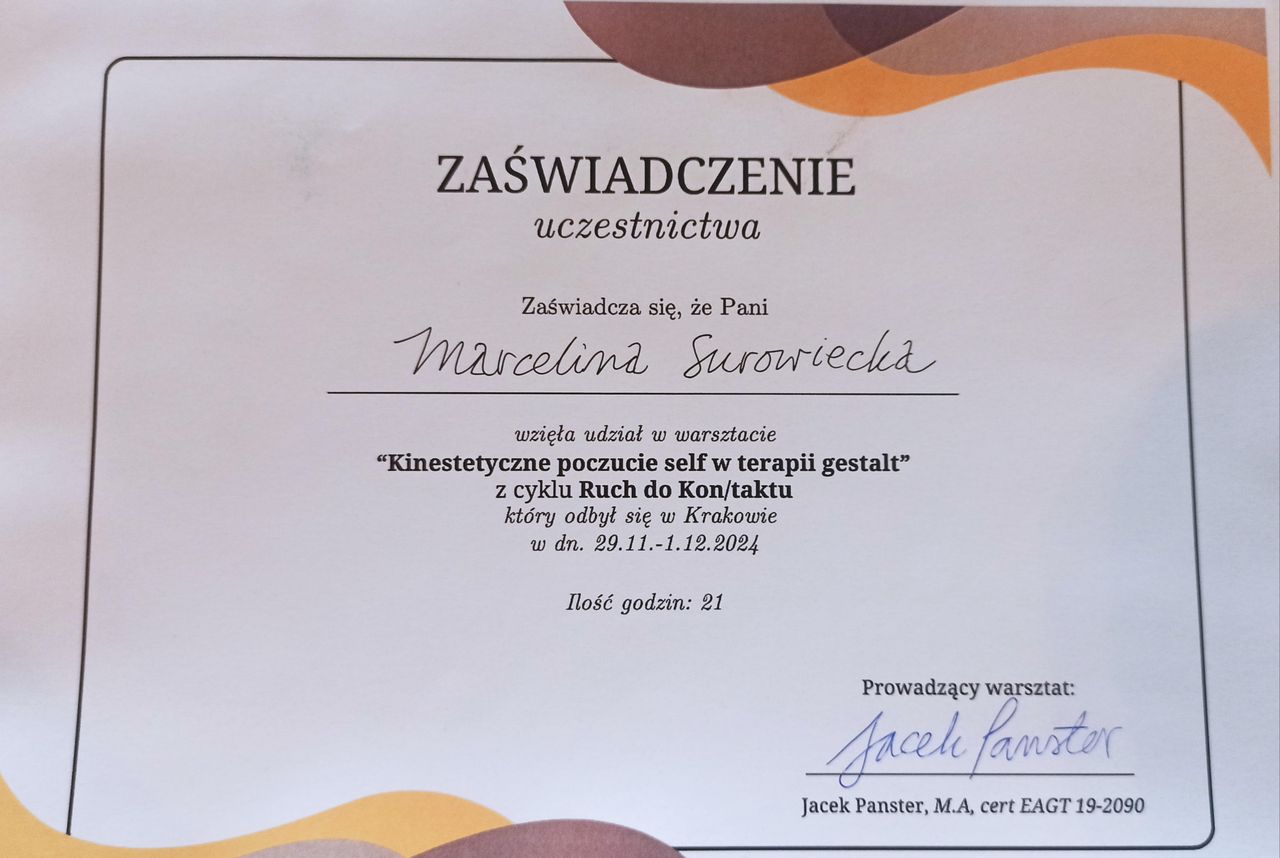 ZAŚWIADCZENIE
uczestnictwa
Zaświadcza się, że Pani
Marcelina Surowiecka
wzięła udział w warsztacie
“Kinestetyczne poczucie self w terapii gestalt”
z cyklu Ruch do Kon/taktu
który odbył się w Krakowie
w dn. 29.11.-1.12.2024
Ilość godzin: 21
Prowadzący warsztat:
Jacek Panster
Jacek Panster, M.A, cert EAGT 19-2090